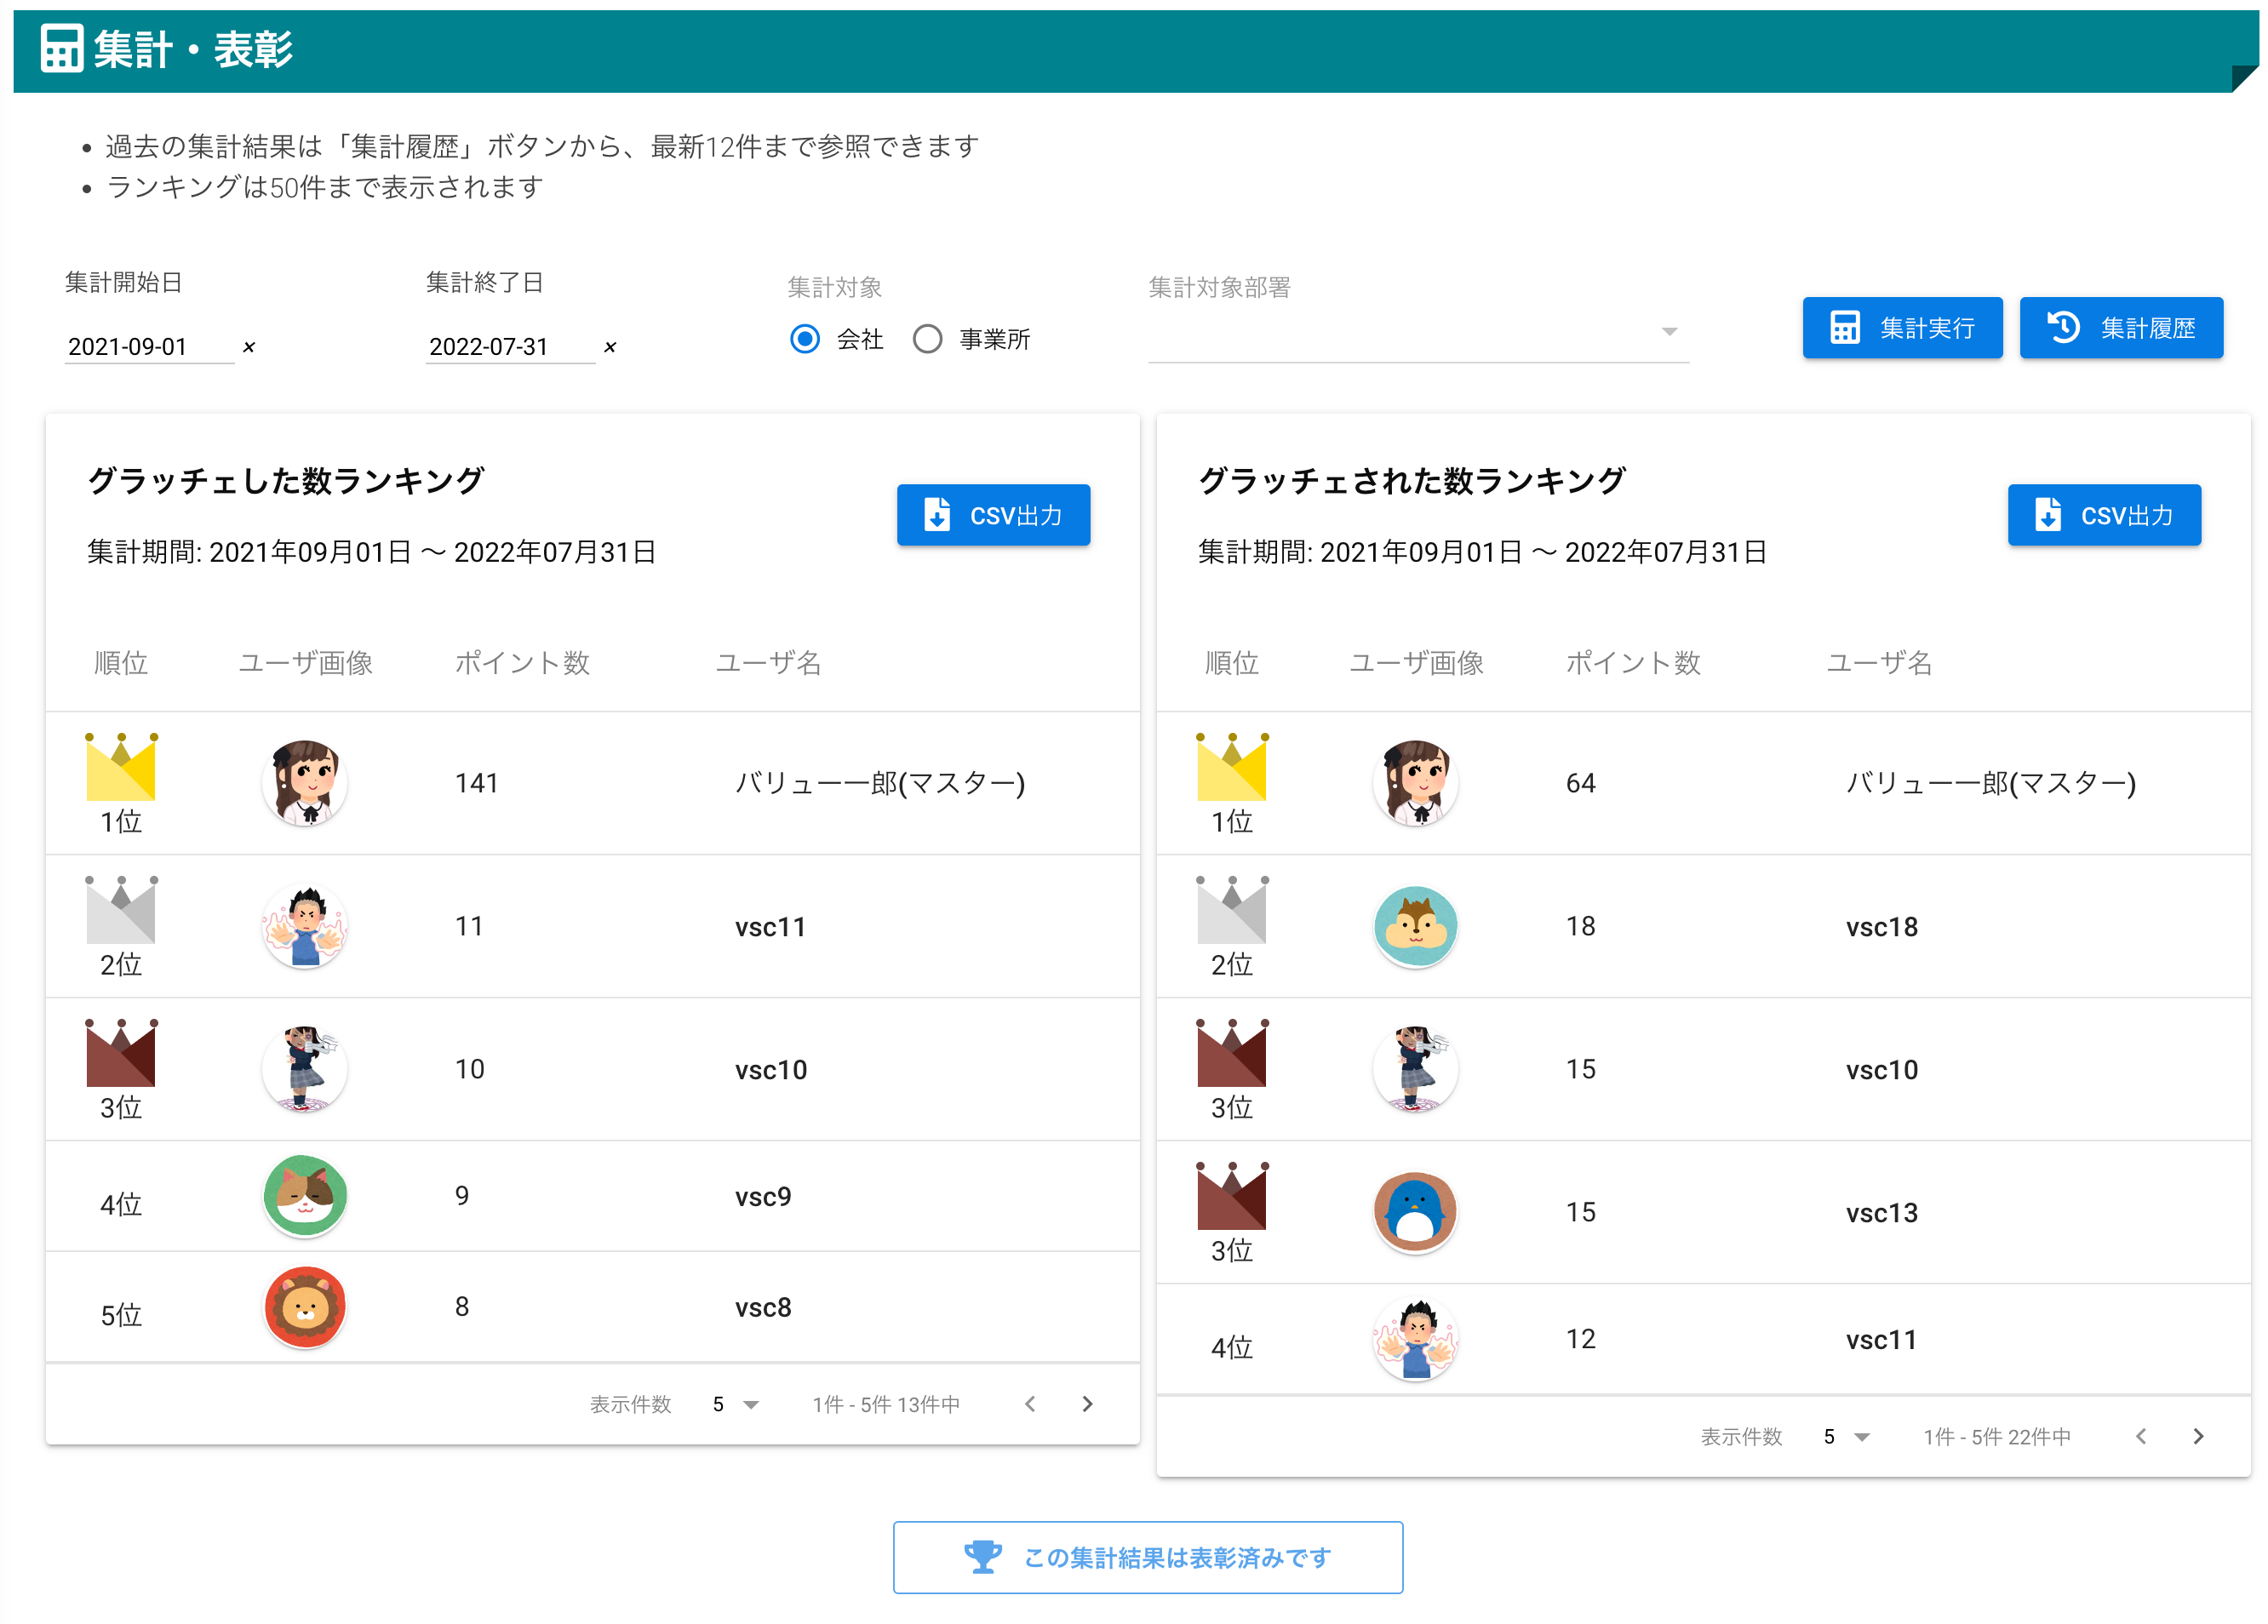 集計・表彰
過去の集計結果は「集計履歴」ボタンから、最新12件まで参照できます
ランキングは50件まで表示されます
集計開始日
2021-09-01 ×
集計終了日
2022-07-31 ×
集計対象
会社 事業所
集計対象部署
集計実行
集計履歴
グラッチェした数ランキング
集計期間: 2021年09月01日 〜 2022年07月31日
CSV出力
順位 ユーザ画像 ポイント数 ユーザ名
1位 141 バリュー一郎(マスター)
2位 11 vsc11
3位 10 vsc10
4位 9 vsc9
5位 8 vsc8
表示件数 5 1件 - 5件 13件中
グラッチェされた数ランキング
集計期間: 2021年09月01日 〜 2022年07月31日
CSV出力
順位 ユーザ画像 ポイント数 ユーザ名
1位 64 バリュー一郎(マスター)
2位 18 vsc18
3位 15 vsc10
3位 15 vsc13
4位 12 vsc11
表示件数 5 1件 - 5件 22件中
この集計結果は表彰済みです